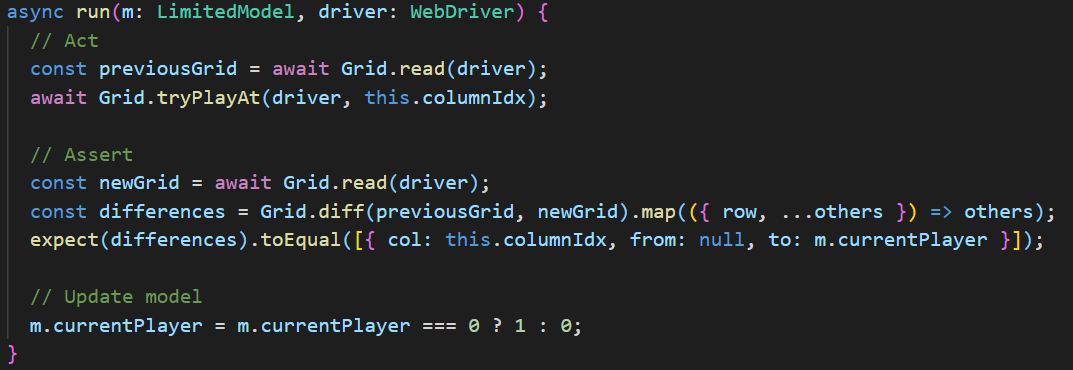 async run(m: LimitedModel, driver: WebDriver) {
// Act
const previousGrid = await Grid.read(driver);
await Grid.tryPlayAt(driver, this.columnIdx);
// Assert
const newGrid = await Grid.read(driver);
const differences = Grid.diff(previousGrid, newGrid).map(({ row, ...others }) => others);
expect(differences).toEqual([{ col: this.columnIdx, from: null, to: m.currentPlayer }]);
// Update model
m.currentPlayer = m.currentPlayer === 0 ? 1 : 0;
}